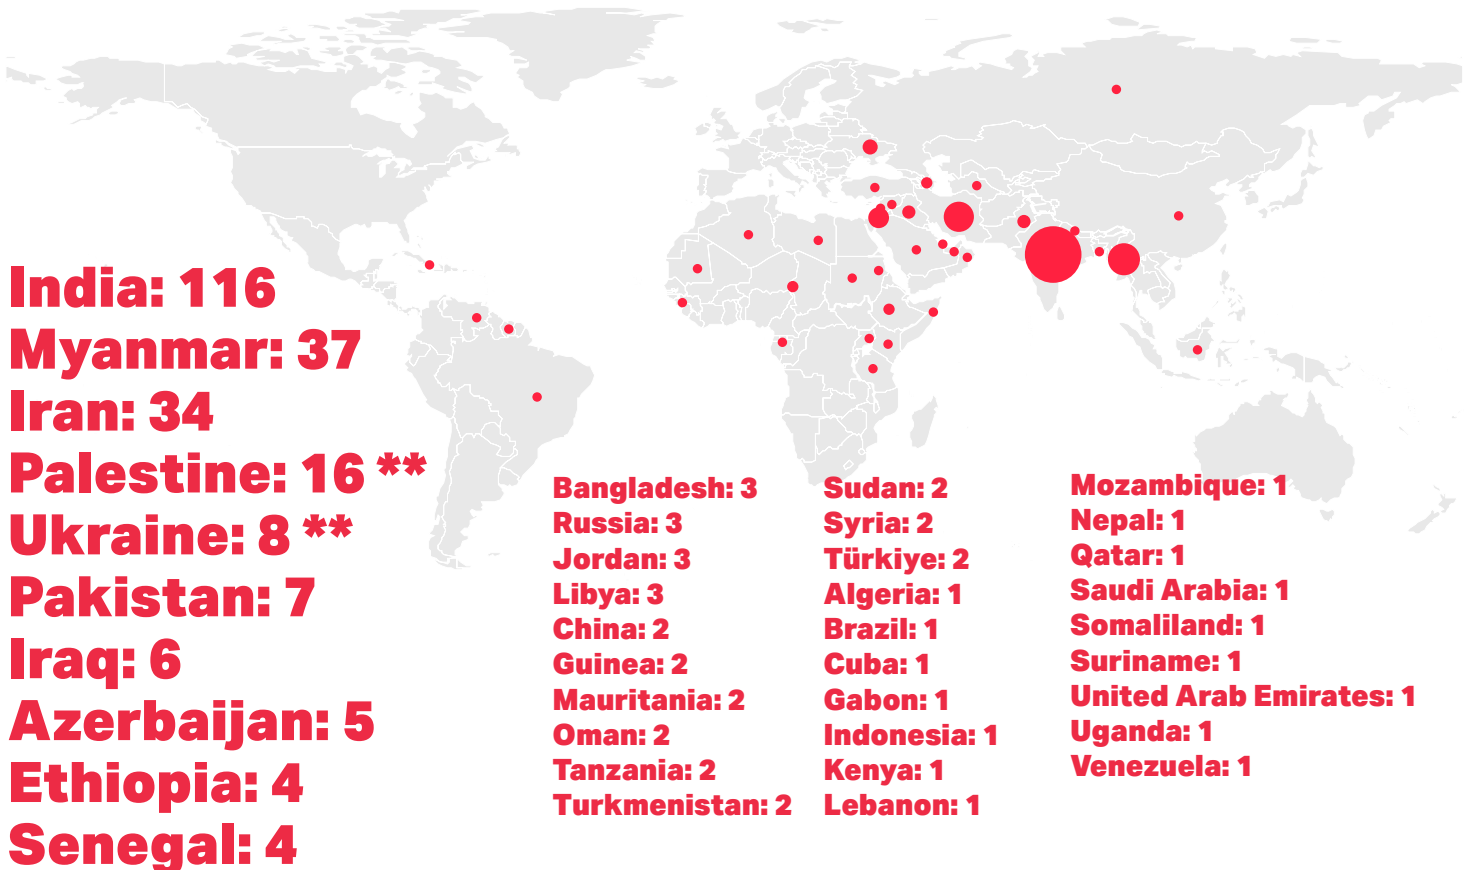 India: 116
Myanmar: 37
Iran: 34
Palestine: 16 **
Ukraine: 8 **
Pakistan: 7
Iraq: 6
Azerbaijan: 5
Ethiopia: 4
Senegal: 4
Bangladesh: 3
Russia: 3
Jordan: 3
Libya: 3
China: 2
Guinea: 2
Mauritania: 2
Oman: 2
Tanzania: 2
Turkmenistan: 2
Sudan: 2
Syria: 2
Türkiye: 2
Algeria: 1
Brazil: 1
Cuba: 1
Gabon: 1
Indonesia: 1
Kenya: 1
Lebanon: 1
Mozambique: 1
Nepal: 1
Qatar: 1
Saudi Arabia: 1
Somaliland: 1
Suriname: 1
United Arab Emirates: 1
Uganda: 1
Venezuela: 1